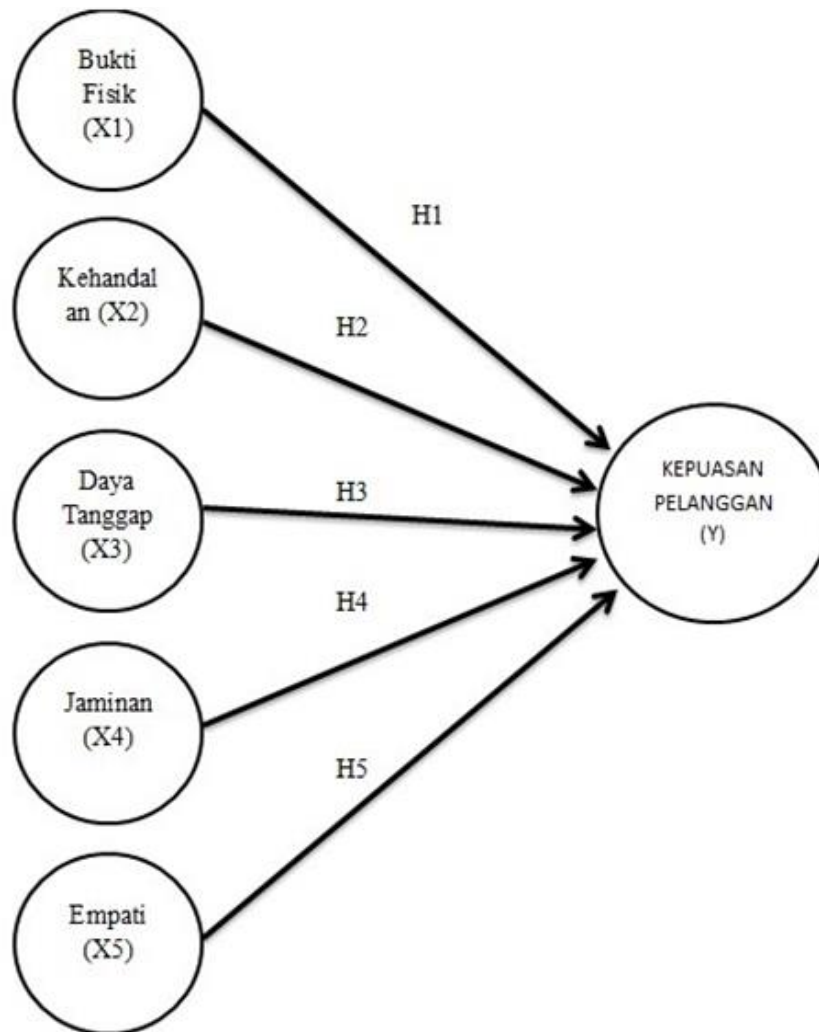 Bukti
Fisik
(X1)
H1
Kehandal
an (X2)
H2
Daya
Tanggap
(X3)
H3
KEPUASAN
PELANGGAN
(Y)
H4
Jaminan
(X4)
H5
Empati
(X5)